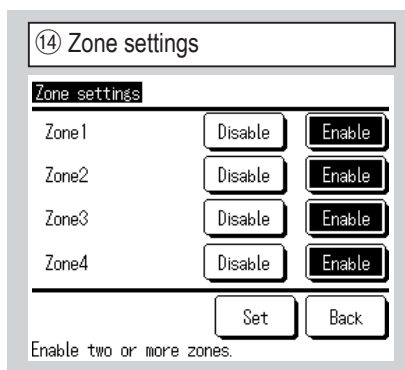 ⑭ Zone settings
Zone settings
Zone1 Disable Enable
Zone2 Disable Enable
Zone3 Disable Enable
Zone4 Disable Enable
Set Back
Enable two or more zones.